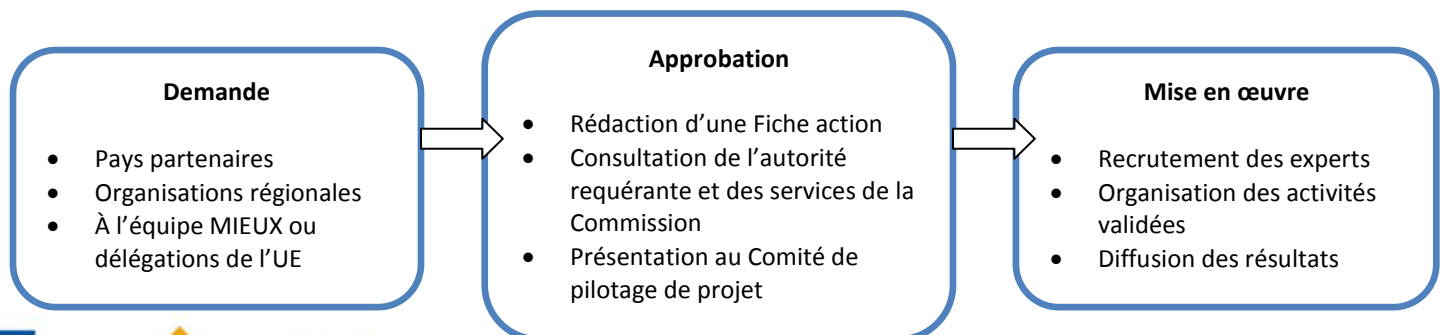 Demande
• Pays partenaires
• Organisations régionales
• À l’équipe MIEUX ou
délégations de l’UE
Approbation
• Rédaction d’une Fiche action
• Consultation de l’autorité
requérante et des services de la
Commission
• Présentation au Comité de
pilotage de projet
Mise en œuvre
• Recrutement des experts
• Organisation des activités
validées
• Diffusion des résultats